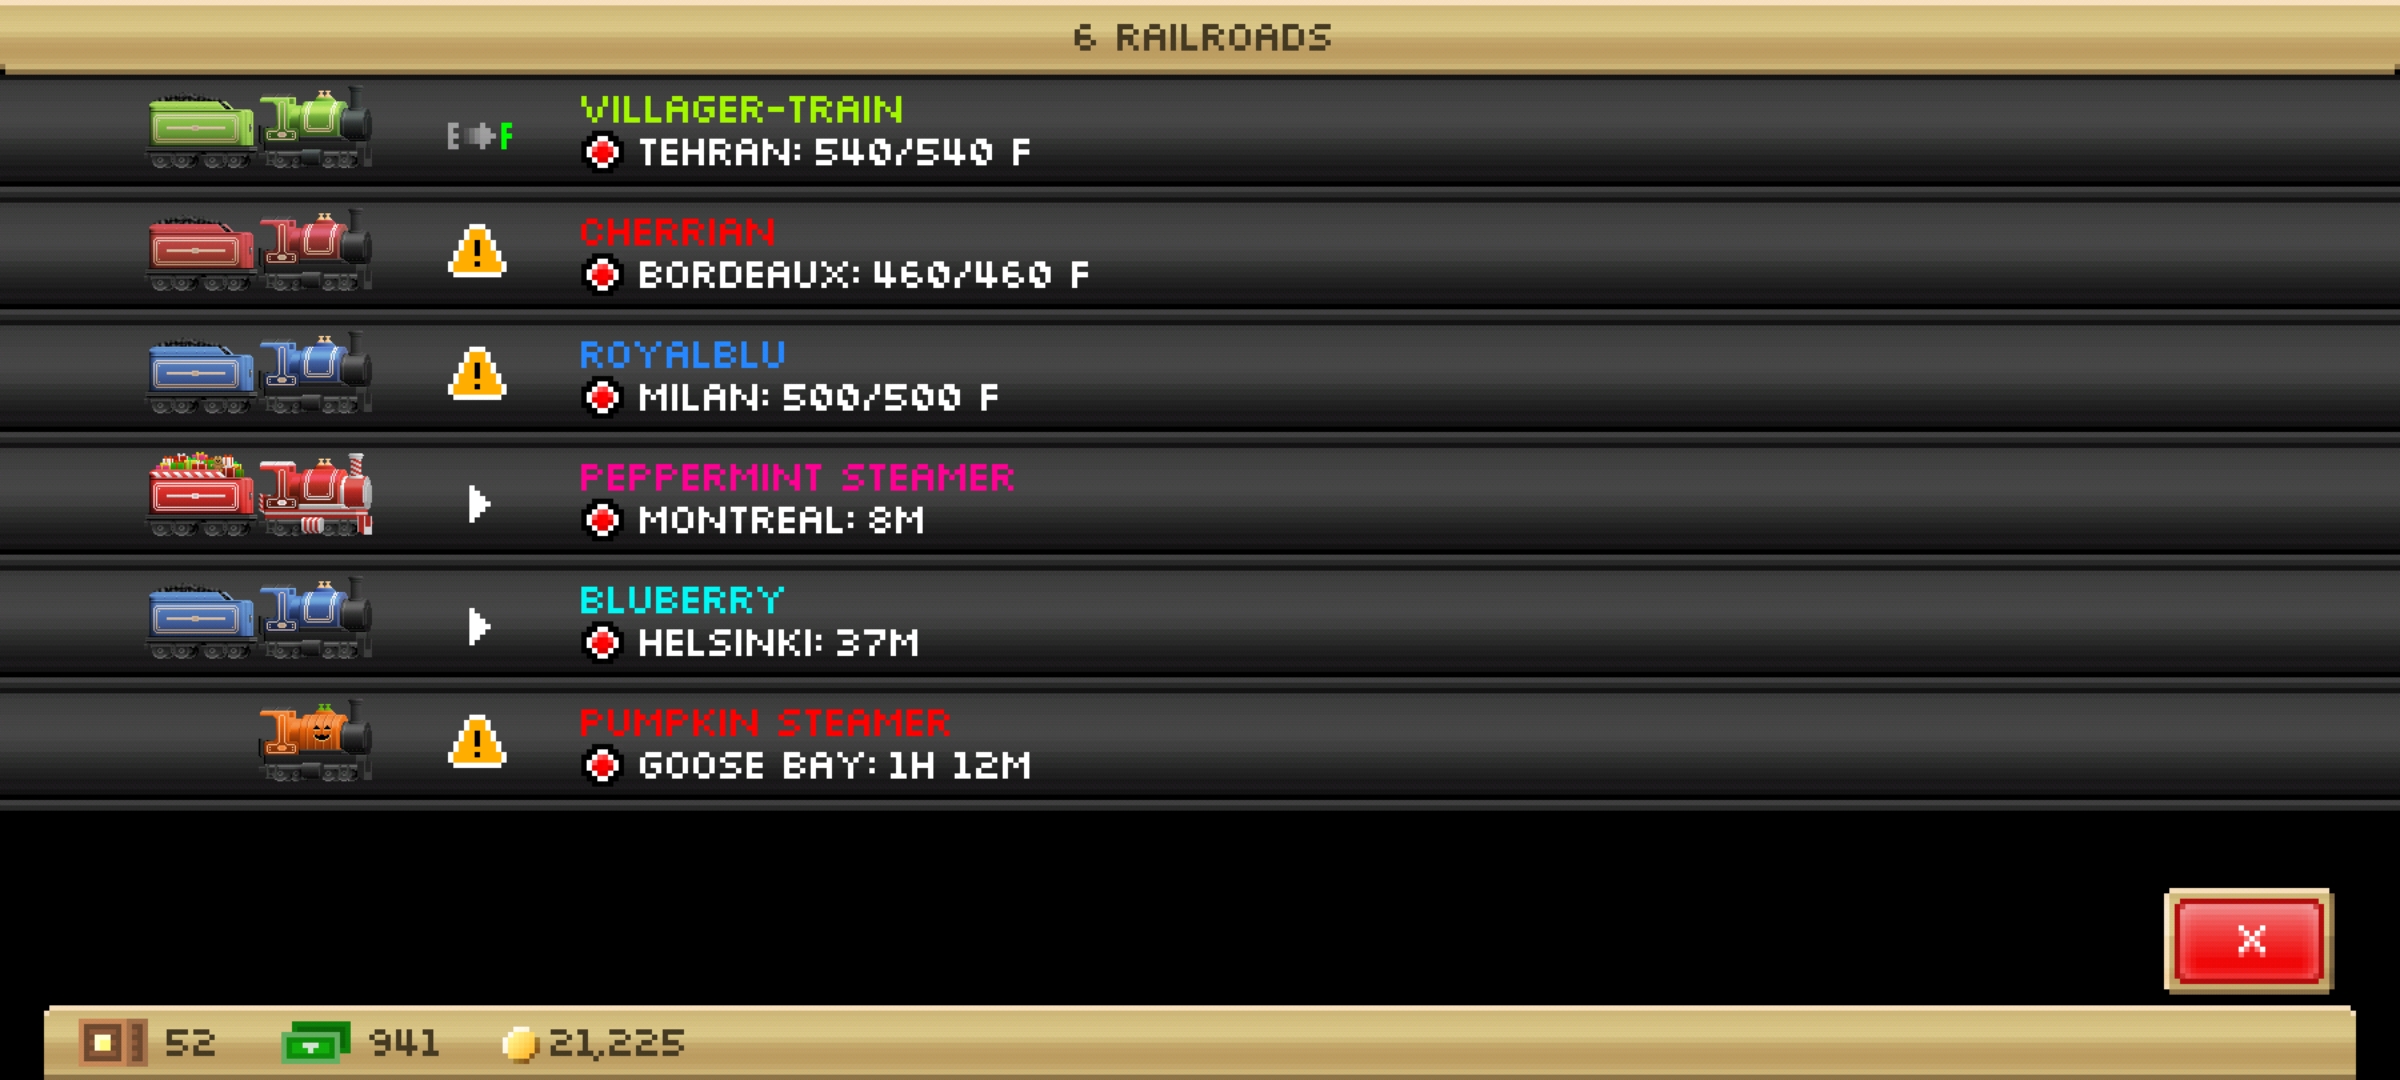 6 RAILROADS
E F
VILLAGER-TRAIN
TEHRAN: 540/540 F
CHERRIAN
BORDEAUX: 460/460 F
ROYALBLU
MILAN: 500/500 F
PEPPERMINT STEAMER
MONTREAL: 8M
BLUBERRY
HELSINKI: 37M
PUMPKIN STEAMER
GOOSE BAY: 1H 12M
X
52 941 21,225